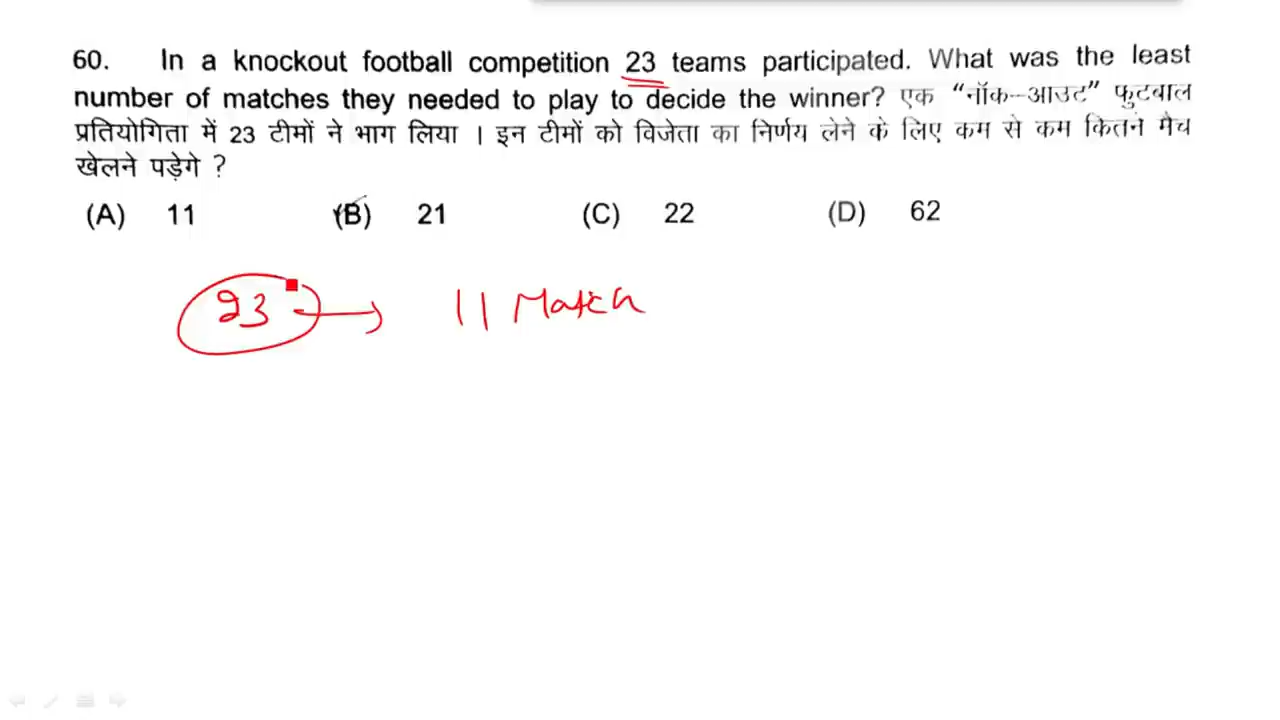 60. In a knockout football competition 23 teams participated. What was the least
number of matches they needed to play to decide the winner? एक “नॉक–आउट” फुटबाल
प्रतियोगिता में 23 टीमों ने भाग लिया । इन टीमों को विजेता का निर्णय लेने के लिए कम से कम कितने मैच
खेलने पड़ेगे ?
(A) 11 (B) 21 (C) 22 (D) 62
23 → 11 Match